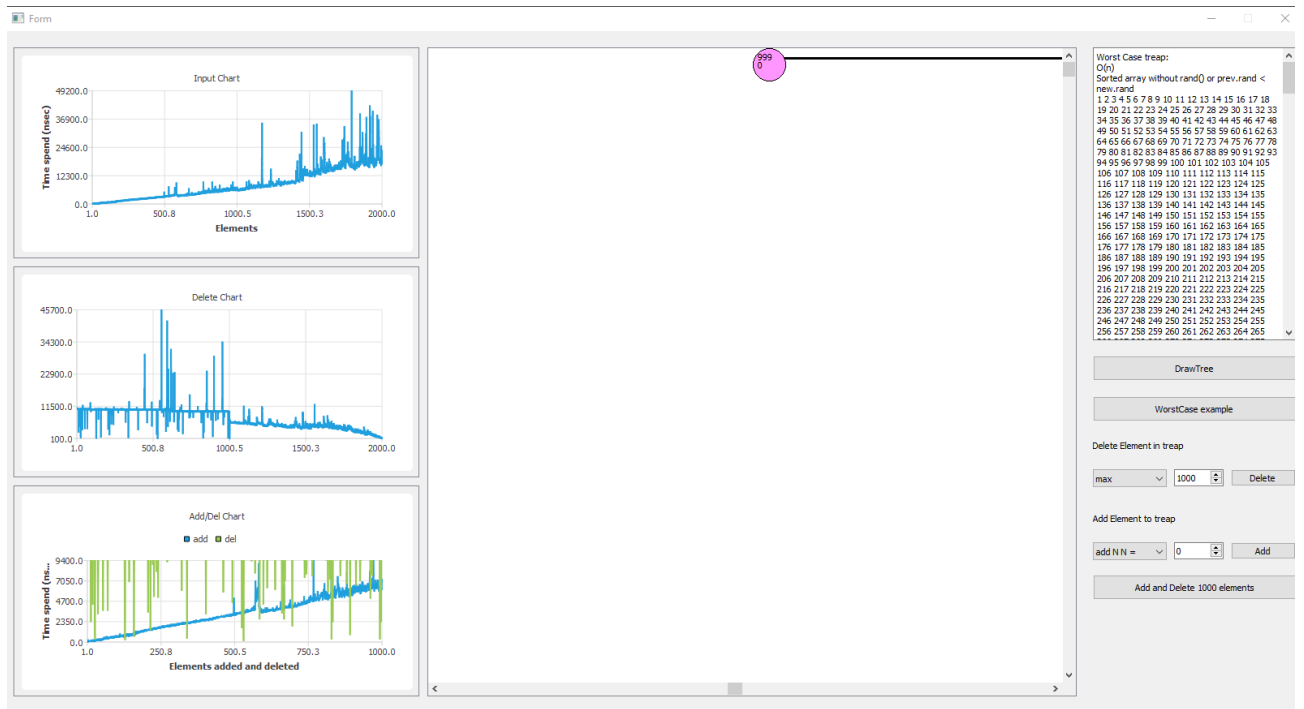 Form
Input Chart
49200.0
36900.0
24600.0
12300.0
0.0
Time spend (nsec)
1.0 500.8 1000.5 1500.3 2000.0
Elements
Delete Chart
45700.0
34300.0
22900.0
11500.0
100.0
1.0 500.8 1000.5 1500.3 2000.0
Add/Del Chart
add del
9400.0
7050.0
4700.0
2350.0
0.0
Time spend (ns...
1.0 250.8 500.5 750.3 1000.0
Elements added and deleted
999
0
Worst Case treap:
O(n)
Sorted array without rand() or prev.rand <
new.rand
1 2 3 4 5 6 7 8 9 10 11 12 13 14 15 16 17 18
19 20 21 22 23 24 25 26 27 28 29 30 31 32 33
34 35 36 37 38 39 40 41 42 43 44 45 46 47 48
49 50 51 52 53 54 55 56 57 58 59 60 61 62 63
64 65 66 67 68 69 70 71 72 73 74 75 76 77 78
79 80 81 82 83 84 85 86 87 88 89 90 91 92 93
94 95 96 97 98 99 100 101 102 103 104 105
106 107 108 109 110 111 112 113 114 115
116 117 118 119 120 121 122 123 124 125
126 127 128 129 130 131 132 133 134 135
136 137 138 139 140 141 142 143 144 145
146 147 148 149 150 151 152 153 154 155
156 157 158 159 160 161 162 163 164 165
166 167 168 169 170 171 172 173 174 175
176 177 178 179 180 181 182 183 184 185
186 187 188 189 190 191 192 193 194 195
196 197 198 199 200 201 202 203 204 205
206 207 208 209 210 211 212 213 214 215
216 217 218 219 220 221 222 223 224 225
226 227 228 229 230 231 232 233 234 235
236 237 238 239 240 241 242 243 244 245
246 247 248 249 250 251 252 253 254 255
256 257 258 259 260 261 262 263 264 265
DrawTree
WorstCase example
Delete Element in treap
max 1000 Delete
Add Element to treap
add N N = 0 Add
Add and Delete 1000 elements